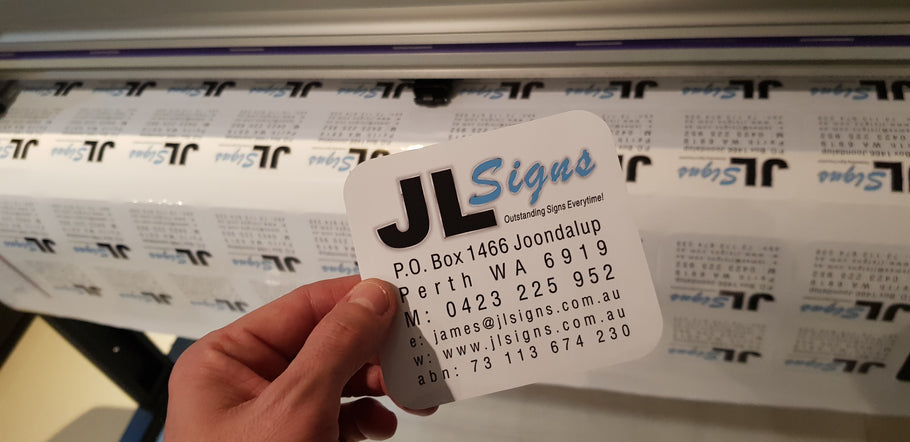 JL Signs
Outstanding Signs Everytime!
P.O. Box 1466 Joondalup
Perth WA 6919
M: 0423 225 952
e: james@jlsigns.com.au
w: www.jlsigns.com.au
abn: 73 113 674 230